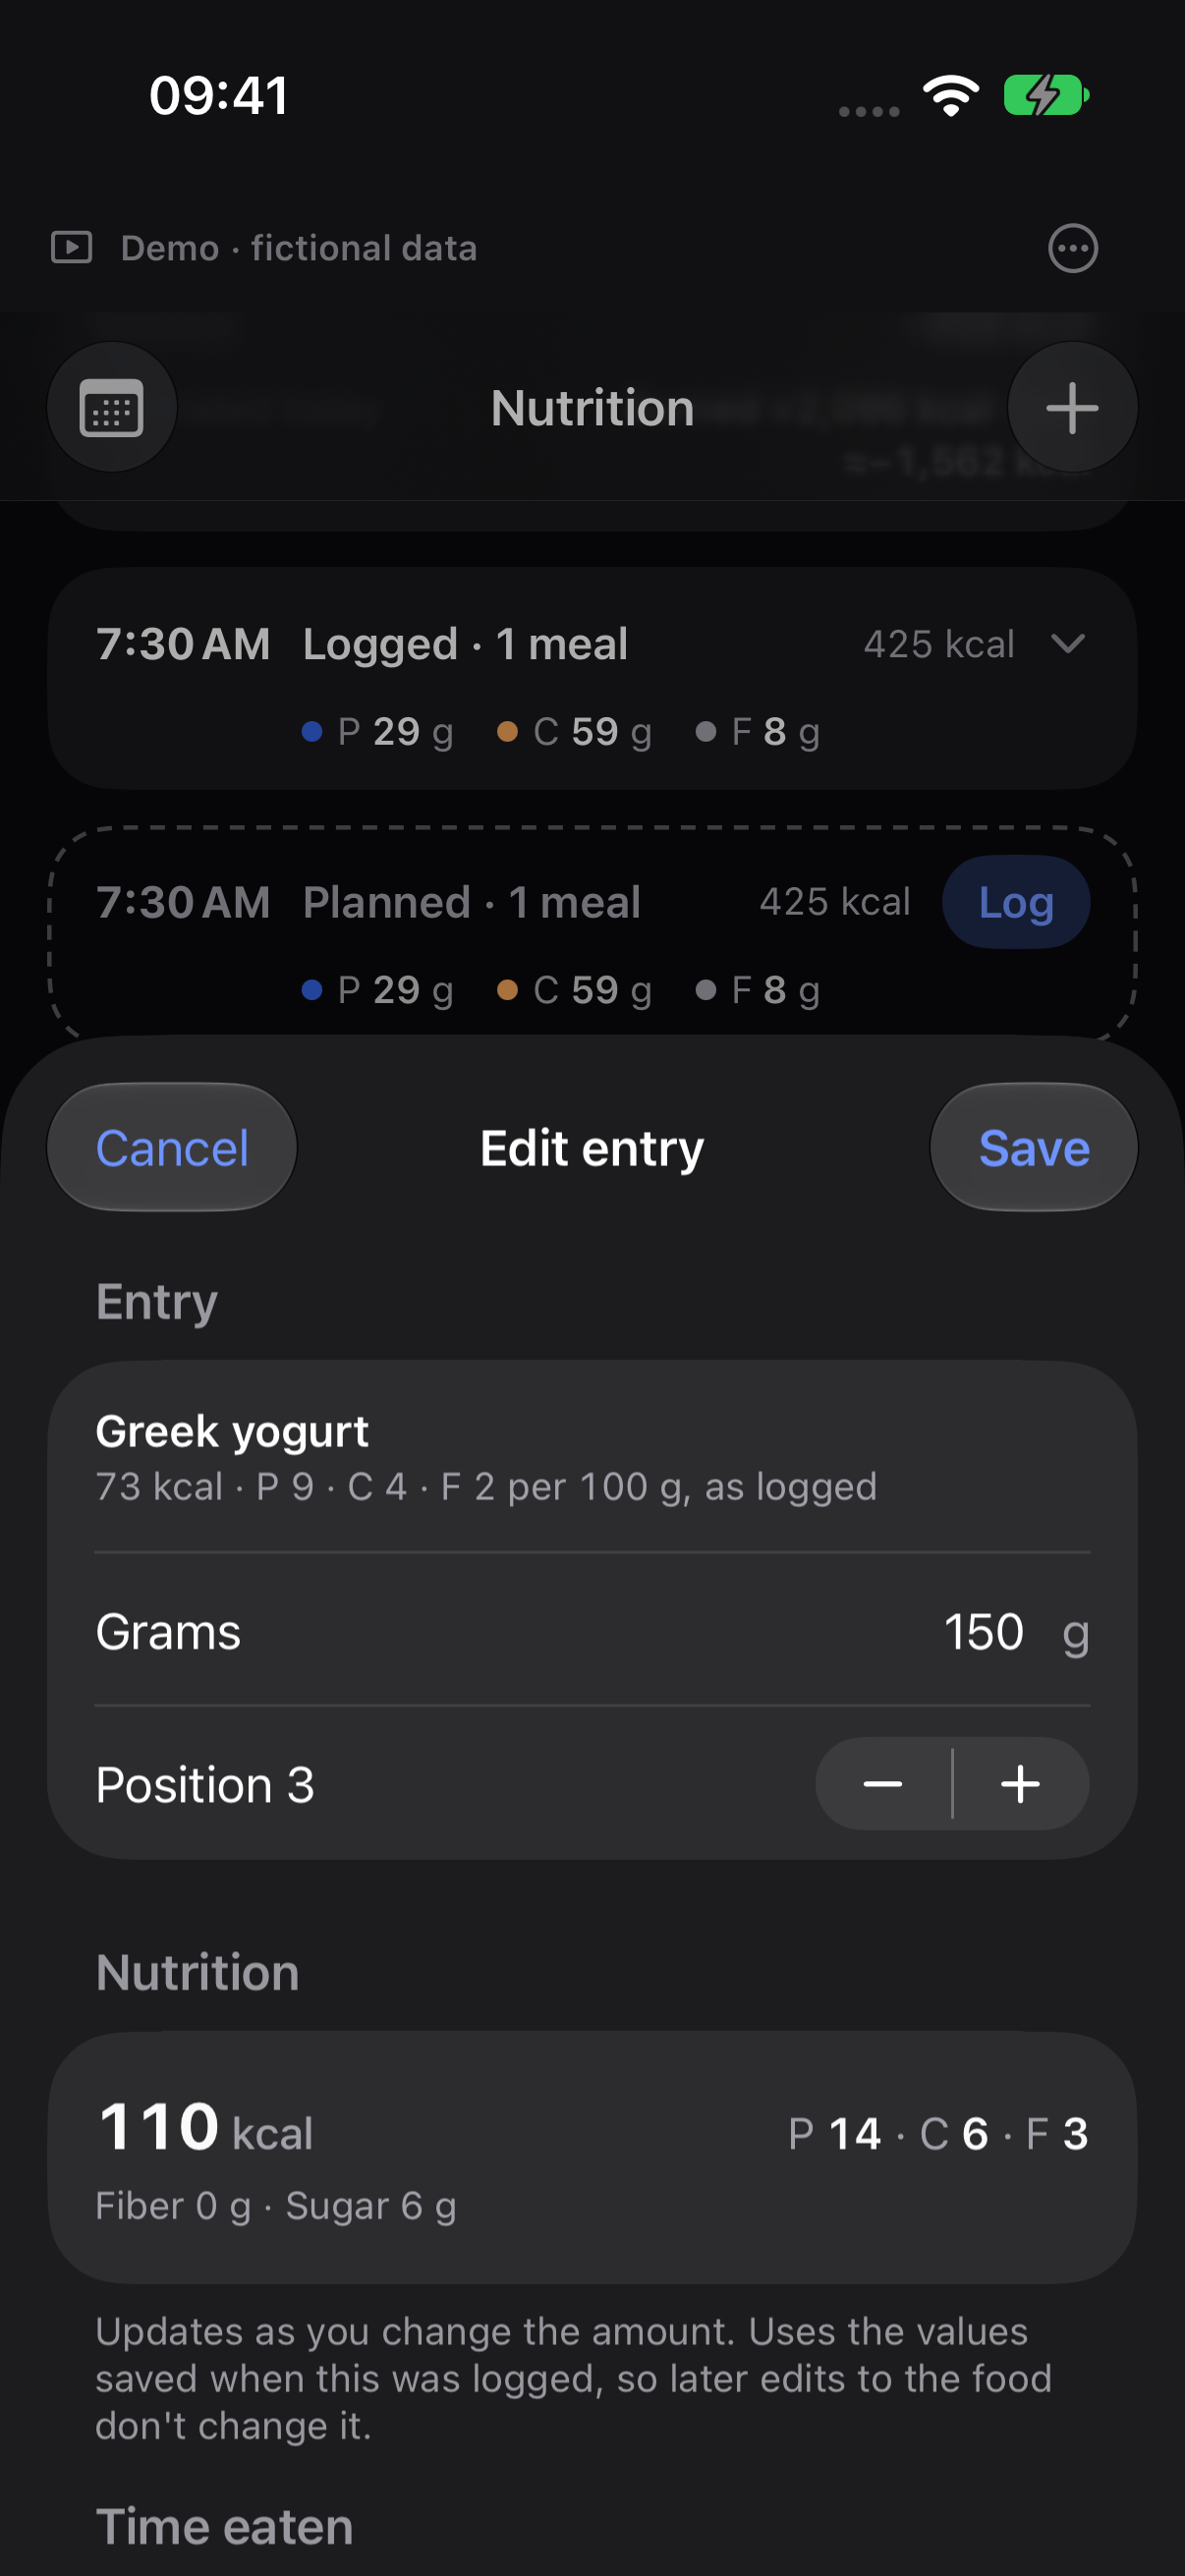 09:41
Demo · fictional data
Nutrition
≈−1,562
7:30 AM Logged · 1 meal 425 kcal
P 29 g C 59 g F 8 g
7:30 AM Planned · 1 meal 425 kcal Log
P 29 g C 59 g F 8 g
Cancel Edit entry Save
Entry
Greek yogurt
73 kcal · P 9 · C 4 · F 2 per 100 g, as logged
Grams 150 g
Position 3
Nutrition
110 kcal P 14 · C 6 · F 3
Fiber 0 g · Sugar 6 g
Updates as you change the amount. Uses the values
saved when this was logged, so later edits to the food
don't change it.
Time eaten